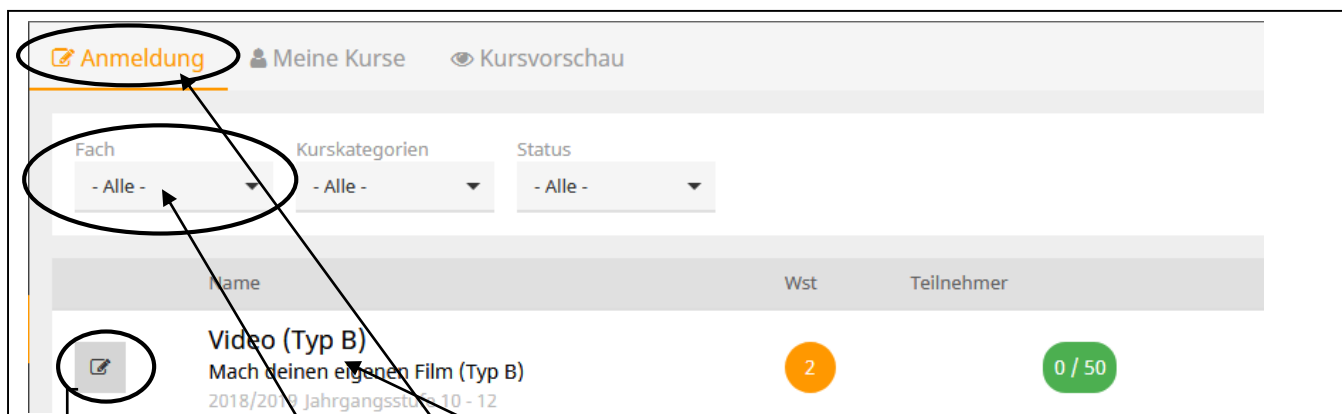 Anmeldung Meine Kurse Kursvorschau
Fach Kurskategorien Status
- Alle - - Alle - - Alle -
Name Wst Teilnehmer
Video (Typ B)
Mach deinen eigenen Film (Typ B) 2 0 / 50
2018/2019 Jahrgangsstufe 10 - 12